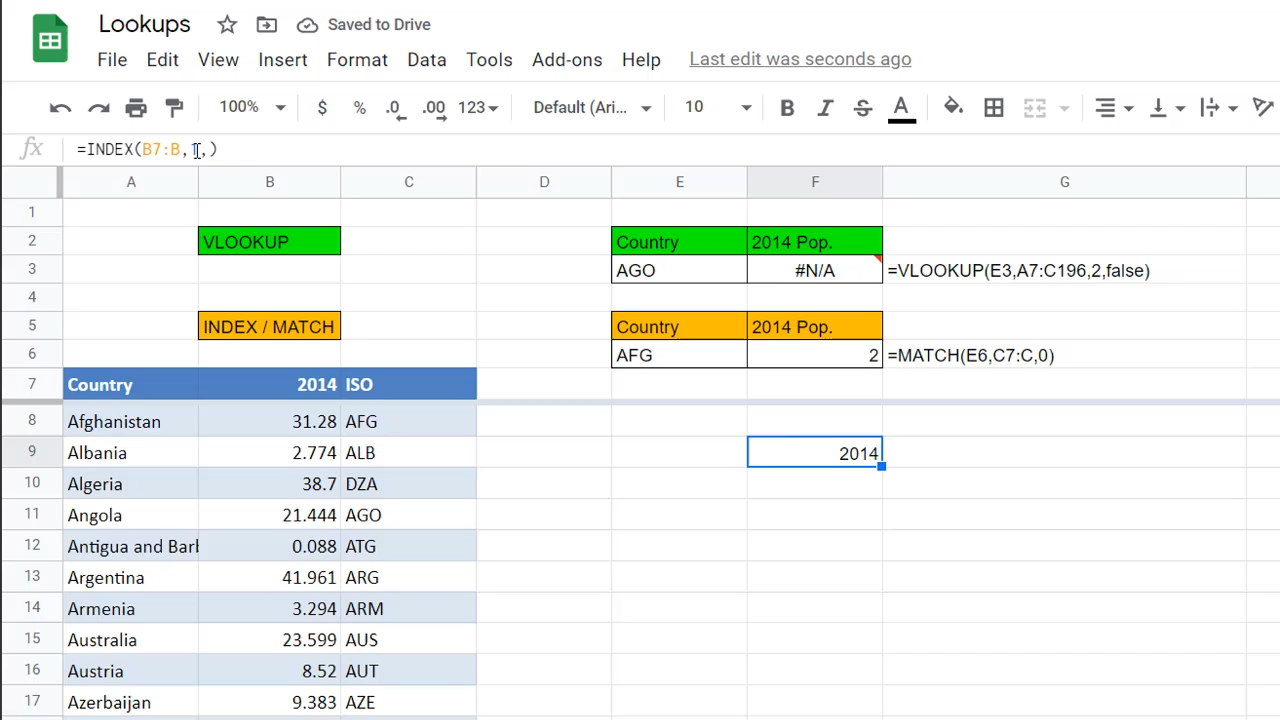 Lookups Saved to Drive
File Edit View Insert Format Data Tools Add-ons Help Last edit was seconds ago
100% $ % .0 .00 123 Default (Ari... 10 B I S A
fx =INDEX(B7:B,1,)
A B C D E F G
1
2 VLOOKUP Country 2014 Pop.
3 AGO #N/A =VLOOKUP(E3,A7:C196,2,false)
4
5 INDEX / MATCH Country 2014 Pop.
6 AFG 2 =MATCH(E6,C7:C,0)
7 Country 2014 ISO
8 Afghanistan 31.28 AFG
9 Albania 2.774 ALB 2014
10 Algeria 38.7 DZA
11 Angola 21.444 AGO
12 Antigua and Barb 0.088 ATG
13 Argentina 41.961 ARG
14 Armenia 3.294 ARM
15 Australia 23.599 AUS
16 Austria 8.52 AUT
17 Azerbaijan 9.383 AZE